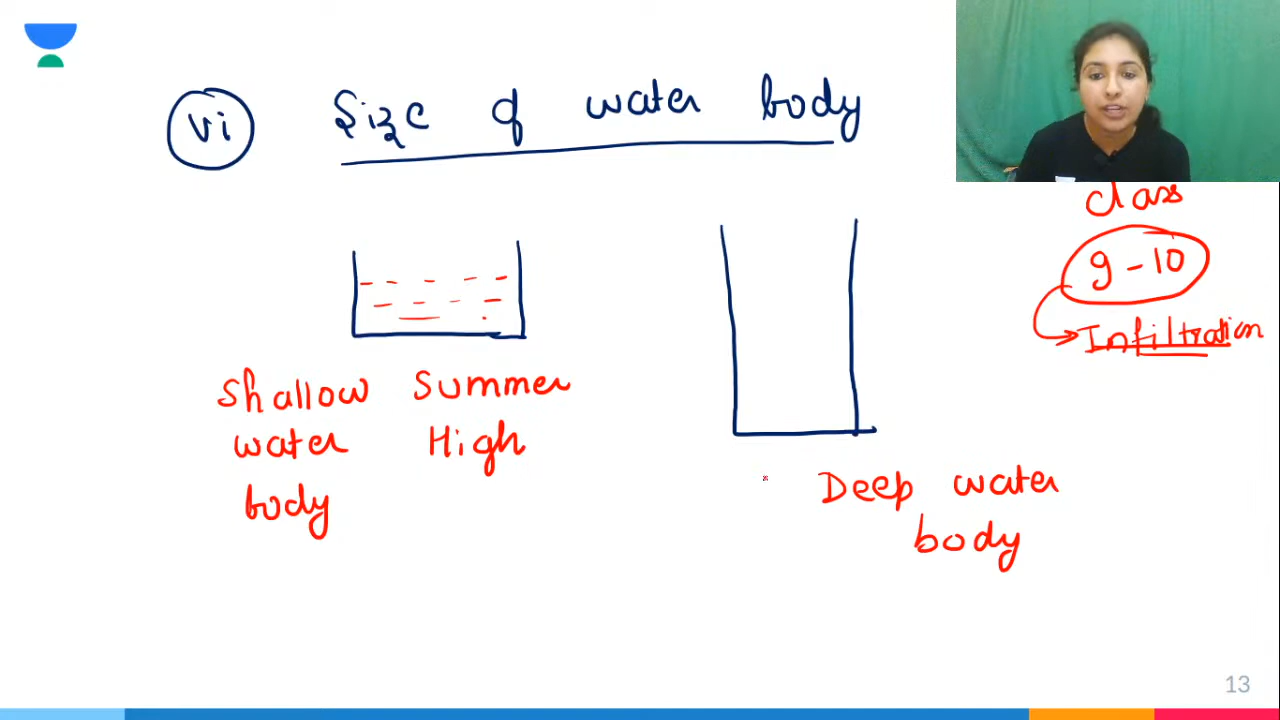 vi Size of water body
class
9-10
Infiltration
Shallow Summer
water High
body
Deep water
body
13